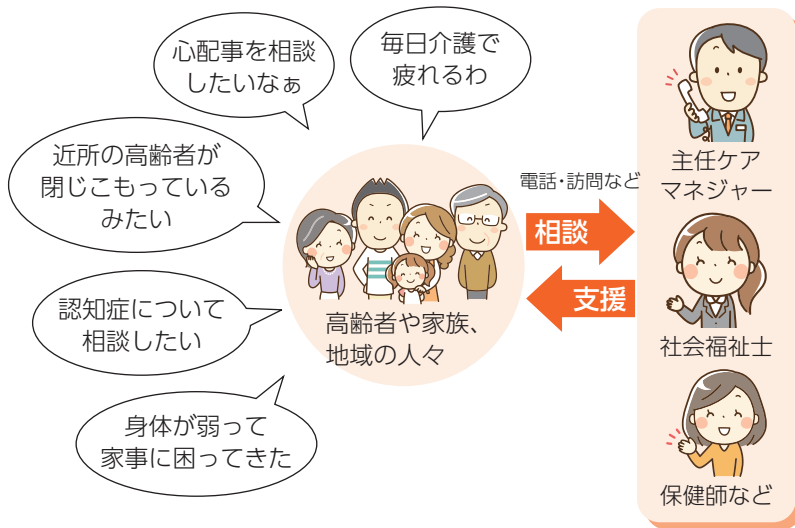 心配事を相談
したいなぁ
毎日介護で
疲れるわ
近所の高齢者が
閉じこもっている
みたい
認知症について
相談したい
身体が弱って
家事に困ってきた
高齢者や家族、
地域の人々
電話・訪問など
相談
支援
主任ケア
マネジャー
社会福祉士
保健師など